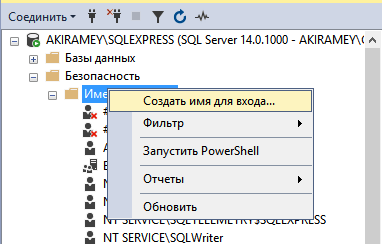 Соединить
AKIRAMEY\SQLEXPRESS (SQL Server 14.0.1000 - AKIRAMEY\
Базы данных
Безопасность
Создать имя для входа...
Фильтр
Запустить PowerShell
Отчеты
Обновить
NT SERVICE\SQLTELEMETRY$SQLEXPRESS
NT SERVICE\SQLWriter